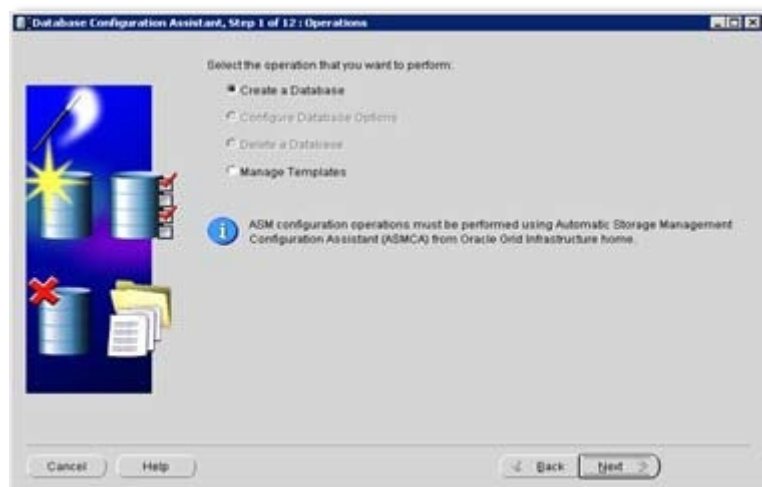 Database Configuration Assistant, Step 1 of 12 : Operations
Select the operation that you want to perform:
Create a Database
Configure Database Options
Delete a Database
Manage Templates
ASM configuration operations must be performed using Automatic Storage Management
Configuration Assistant (ASMCA) from Oracle Grid Infrastructure home.
Cancel
Help
Back
Next